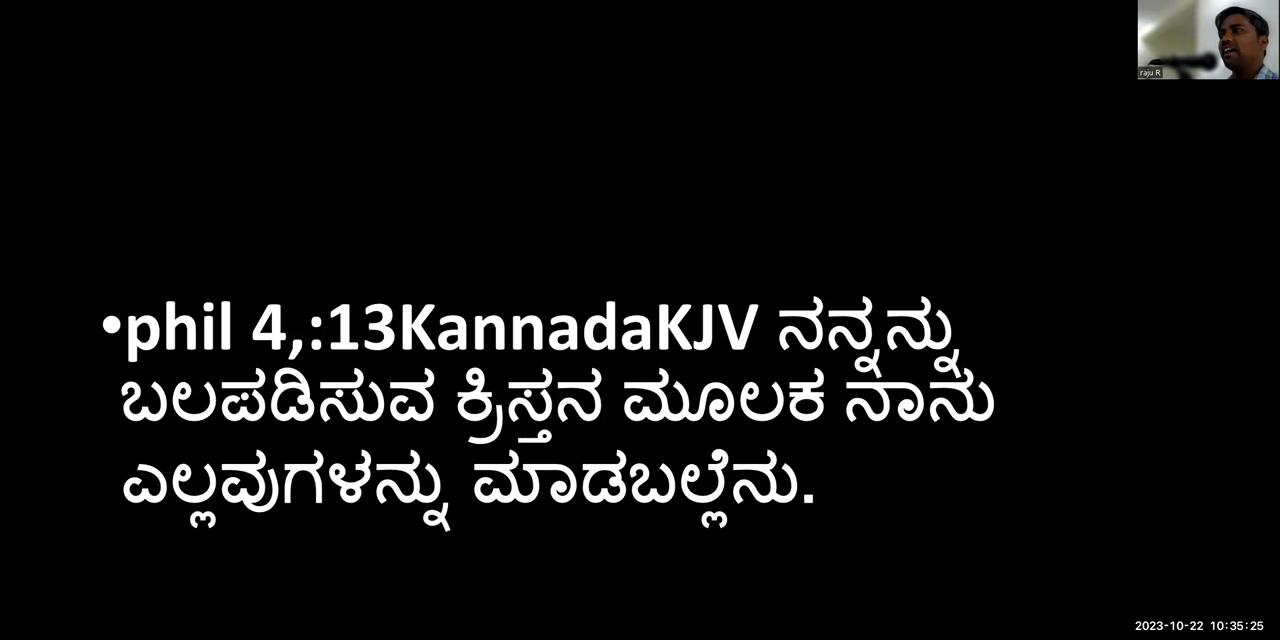 raju R
•phil 4,:13KannadaKJV ನನ್ನನ್ನು
ಬಲಪಡಿಸುವ ಕ್ರಿಸ್ತನ ಮೂಲಕ ನಾನು
ಎಲ್ಲವುಗಳನ್ನು ಮಾಡಬಲ್ಲೆನು.
2023-10-22 10:35:25